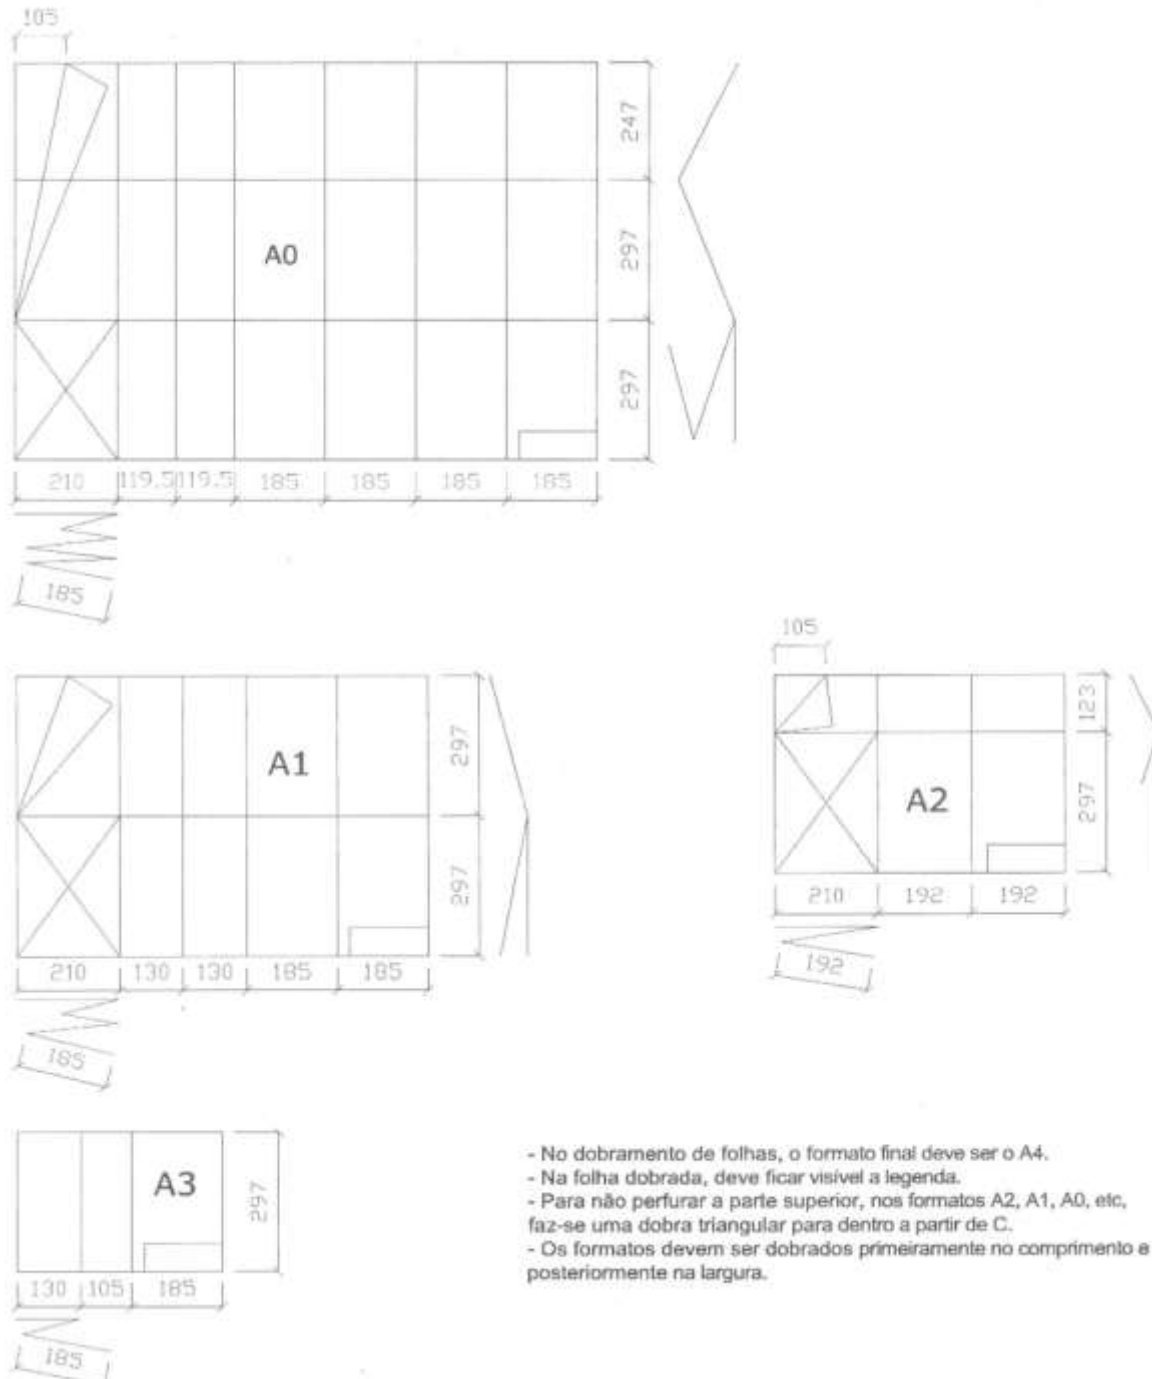 105
247
A0
297
297
210 119.5 119.5 185 185 185 185
185
105
A1
297
297
210 130 130 185 185
185
A2
123
297
210 192 192
192
A3
297
130 105 185
185
- No dobramento de folhas, o formato final deve ser o A4.
- Na folha dobrada, deve ficar visível a legenda.
- Para não perfurar a parte superior, nos formatos A2, A1, A0, etc,
faz-se uma dobra triangular para dentro a partir de C.
- Os formatos devem ser dobrados primeiramente no comprimento e
posteriormente na largura.